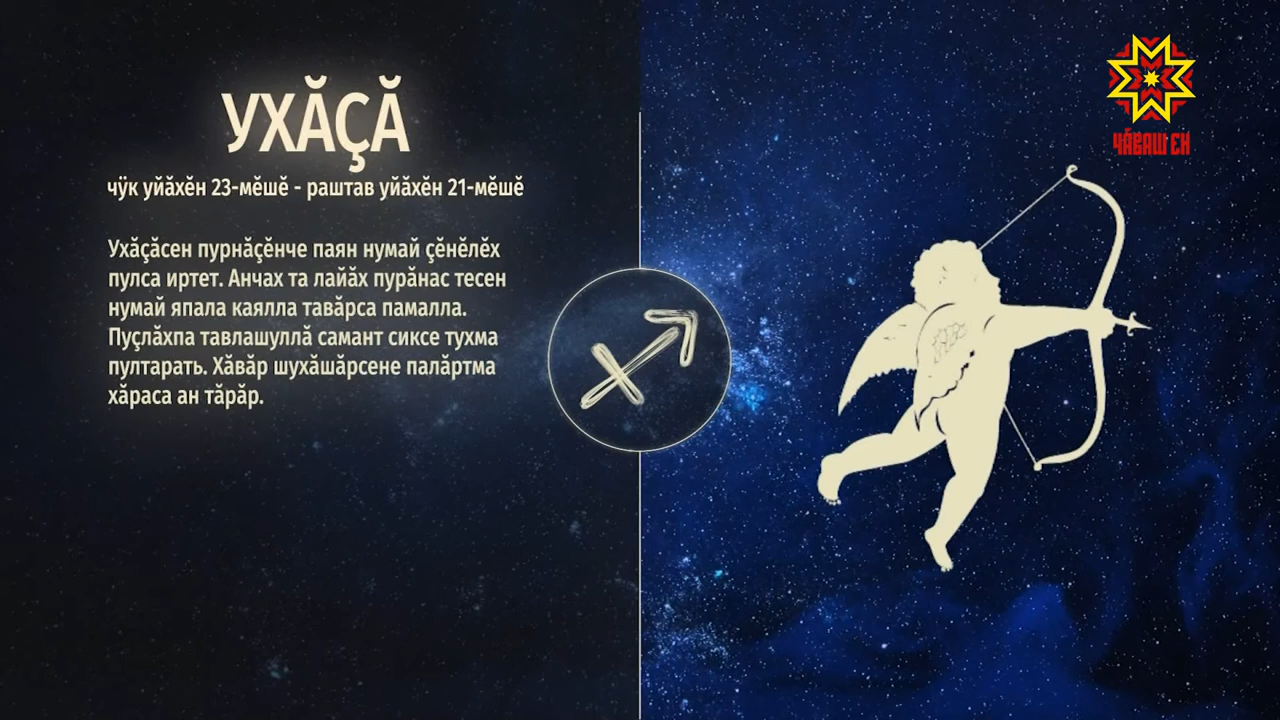 УХĂÇĂ
чӳк уйăхĕн 23-мĕшĕ - раштав уйăхĕн 21-мĕшĕ
Ухăçăсен пурнăçĕнче паян нумай çĕнĕлĕх
пулса иртет. Анчах та лайăх пурăнас тесен
нумай япала каялла тавăрса памалла.
Пуçлăхпа тавлашуллă самант сиксе тухма
пултарать. Хăвăр шухăшăрсене палăртма
хăраса ан тăрăр.
ЧĂВАШ ЕН